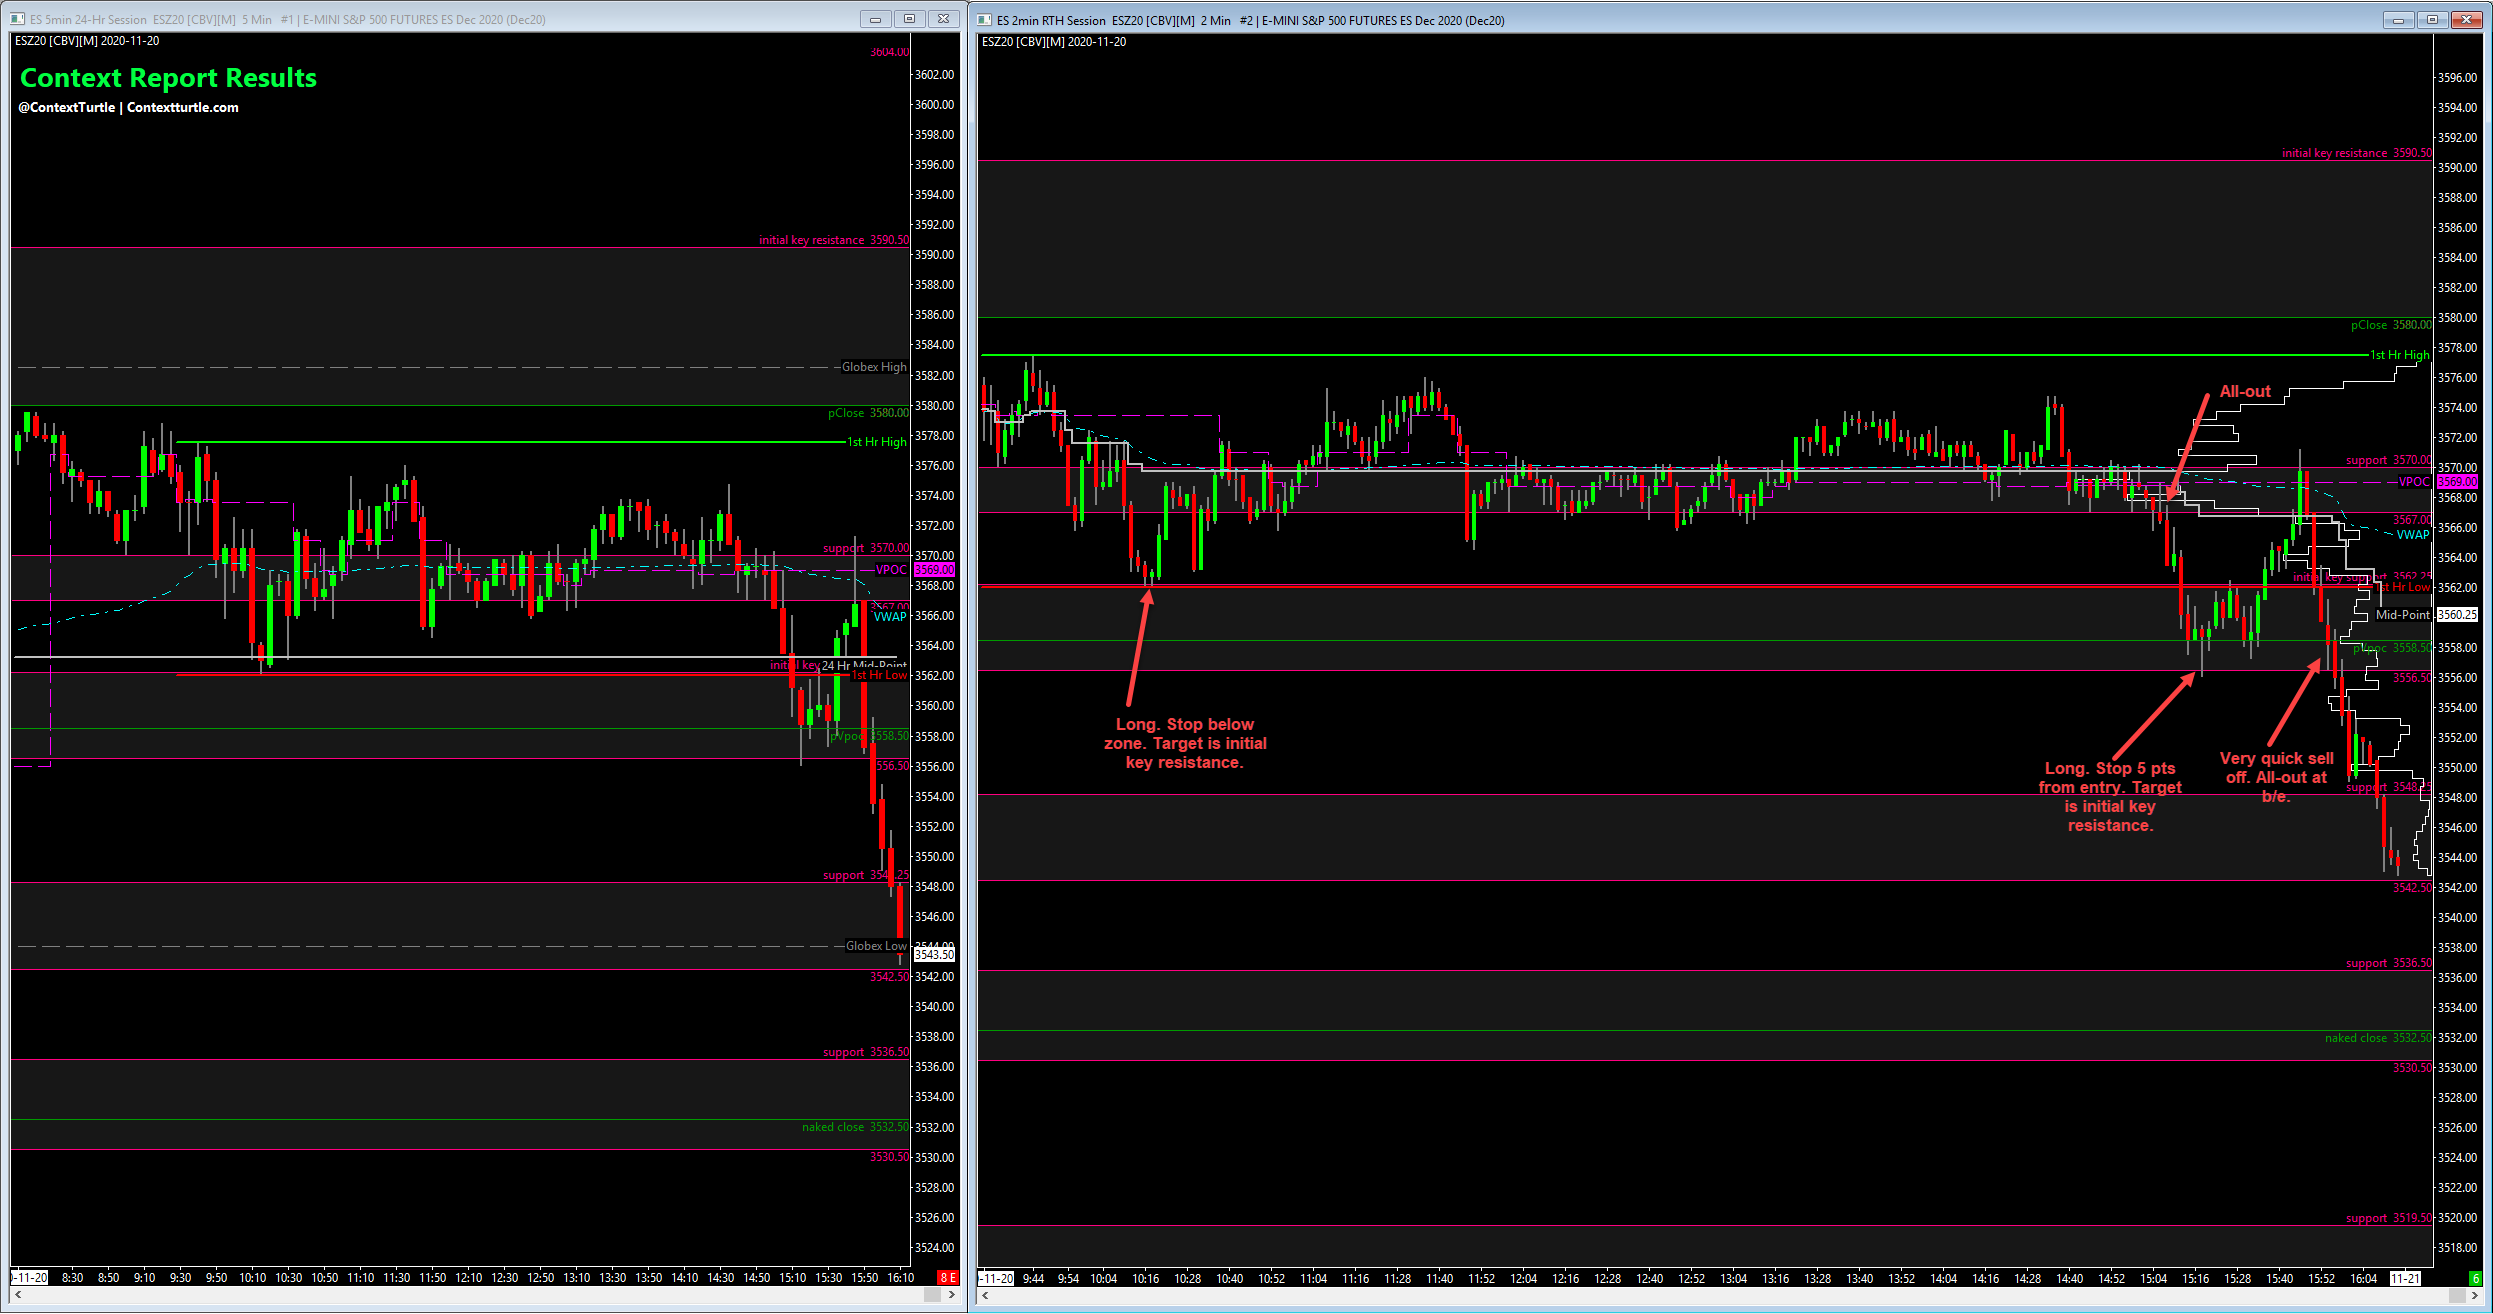 ES 5min 24-Hr Session ESZ20 [CBV][M] 5 Min #1 | E-MINI S&P 500 FUTURES ES Dec 2020 (Dec20)
ESZ20 [CBV][M] 2020-11-20
Context Report Results
@ContextTurtle | Contextturtle.com
3604.00
initial key resistance 3590.50
Globex High
pClose 3580.00
1st Hr High
support 3570.00
VPOC
3567.00
VWAP
initial key
24 Hr Mid-Point
1st Hr Low
pVpoc 3558.50
3556.50
support
Globex Low
3542.50
support 3536.50
naked close 3532.50
3530.50
3602.00
3600.00
3598.00
3596.00
3594.00
3592.00
3590.00
3588.00
3586.00
3584.00
3582.00
3580.00
3578.00
3576.00
3574.00
3572.00
3570.00
3569.00
3568.00
3566.00
3564.00
3562.00
3560.00
3558.00
3556.00
3554.00
3552.00
3550.00
3548.00
3546.00
3544.00
3543.50
3542.00
3540.00
3538.00
3536.00
3534.00
3532.00
3530.00
3528.00
3526.00
3524.00
-11-20 8:30 8:50 9:10 9:30 9:50 10:10 10:30 10:50 11:10 11:30 11:50 12:10 12:30 12:50 13:10 13:30 13:50 14:10 14:30 14:50 15:10 15:30 15:50 16:10 8 E
ES 2min RTH Session ESZ20 [CBV][M] 2 Min #2 | E-MINI S&P 500 FUTURES ES Dec 2020 (Dec20)
ESZ20 [CBV][M] 2020-11-20
initial key resistance 3590.50
pClose 3580.00
1st Hr High
All-out
support 3570.00
VPOC
3567.00
VWAP
initial key support 3562.25
1st Hr Low
Mid-Point
pVpoc 3558.50
3556.50
Long. Stop below
zone. Target is initial
key resistance.
Long. Stop 5 pts
from entry. Target
is initial key
resistance.
Very quick sell
off. All-out at
b/e.
support 3548.25
3542.50
support 3536.50
naked close 3532.50
3530.50
support 3519.50
3596.00
3594.00
3592.00
3590.00
3588.00
3586.00
3584.00
3582.00
3580.00
3578.00
3576.00
3574.00
3572.00
3570.00
3569.00
3568.00
3566.00
3564.00
3562.00
3560.25
3558.00
3556.00
3554.00
3552.00
3550.00
3548.00
3546.00
3544.00
3542.00
3540.00
3538.00
3536.00
3534.00
3532.00
3530.00
3528.00
3526.00
3524.00
3522.00
3520.00
3518.00
-11-20 9:44 9:54 10:04 10:16 10:28 10:40 10:52 11:04 11:16 11:28 11:40 11:52 12:04 12:16 12:28 12:40 12:52 13:04 13:16 13:28 13:40 13:52 14:04 14:16 14:28 14:40 14:52 15:04 15:16 15:28 15:40 15:52 16:04 11-21 6